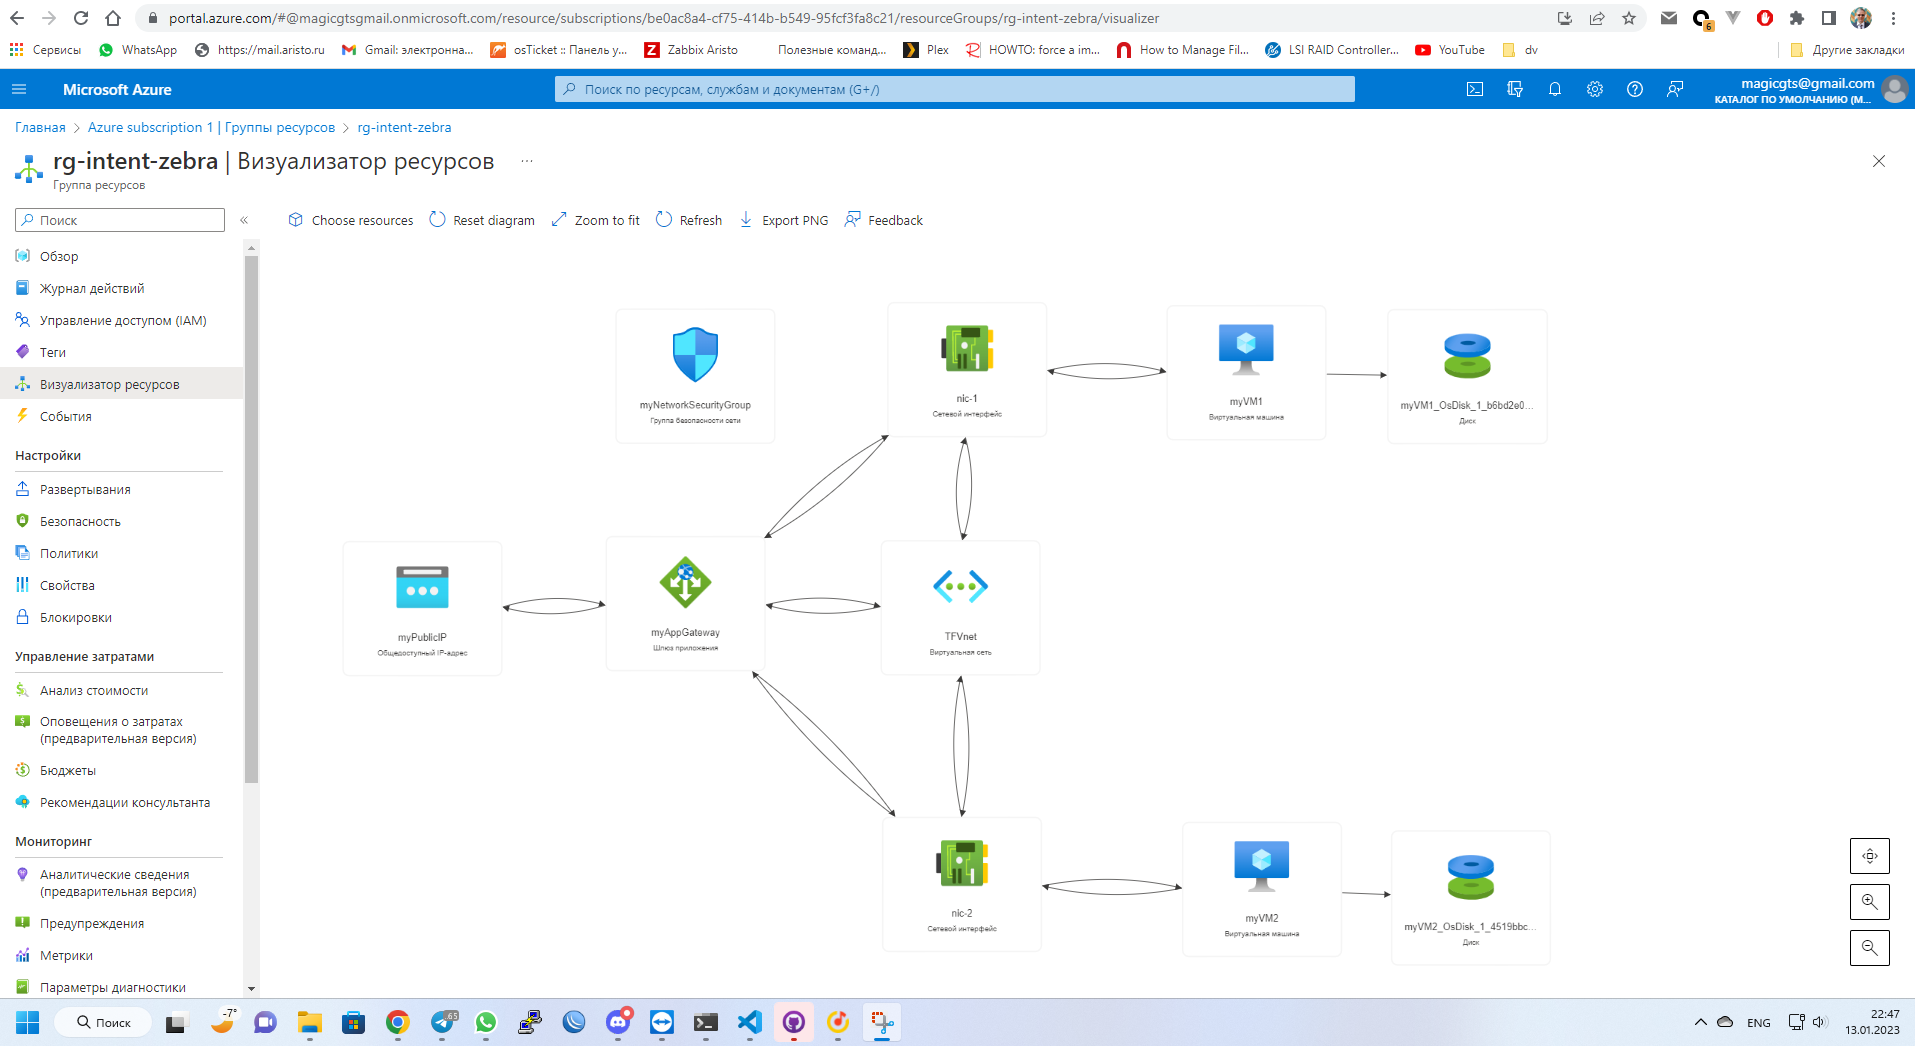 portal.azure.com/#@magicgtsgmail.onmicrosoft.com/resource/subscriptions/be0ac8a4-cf75-414b-b549-95fcf3fa8c21/resourceGroups/rg-intent-zebra/visualizer
6
Сервисы WhatsApp https://mail.aristo.ru Gmail: электронна... osTicket :: Панель у... Zabbix Aristo Полезные команд... Plex HOWTO: force a im... How to Manage Fil... LSI RAID Controller... YouTube dv Другие закладки
Microsoft Azure
Поиск по ресурсам, службам и документам (G+/)
magicgts@gmail.com
КАТАЛОГ ПО УМОЛЧАНИЮ (M...
Главная > Azure subscription 1 | Группы ресурсов > rg-intent-zebra
rg-intent-zebra | Визуализатор ресурсов ...
Группа ресурсов
Поиск
«
Choose resources Reset diagram Zoom to fit Refresh Export PNG Feedback
Обзор
Журнал действий
Управление доступом (IAM)
Теги
Визуализатор ресурсов
События
Настройки
Развертывания
Безопасность
Политики
Свойства
Блокировки
Управление затратами
Анализ стоимости
Оповещения о затратах
(предварительная версия)
Бюджеты
Рекомендации консультанта
Мониторинг
Аналитические сведения
(предварительная версия)
Предупреждения
Метрики
Параметры диагностики
myNetworkSecurityGroup
Группа безопасности сети
nic-1
Сетевой интерфейс
myVM1
Виртуальная машина
myVM1_OsDisk_1_b6bd2e0...
Диск
myPublicIP
Общедоступный IP-адрес
myAppGateway
Шлюз приложения
TFVnet
Виртуальная сеть
nic-2
Сетевой интерфейс
myVM2
Виртуальная машина
myVM2_OsDisk_1_4519bbc...
Диск
Поиск
-7°
65
ENG
22:47
13.01.2023